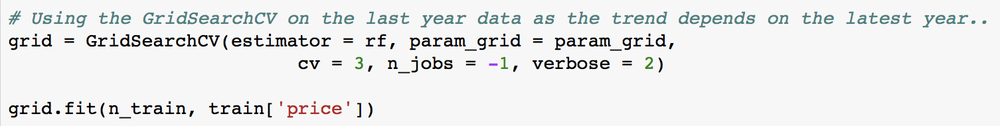 # Using the GridSearchCV on the last year data as the trend depends on the latest year..
grid = GridSearchCV(estimator = rf, param_grid = param_grid,
cv = 3, n_jobs = -1, verbose = 2)
grid.fit(n_train, train['price'])